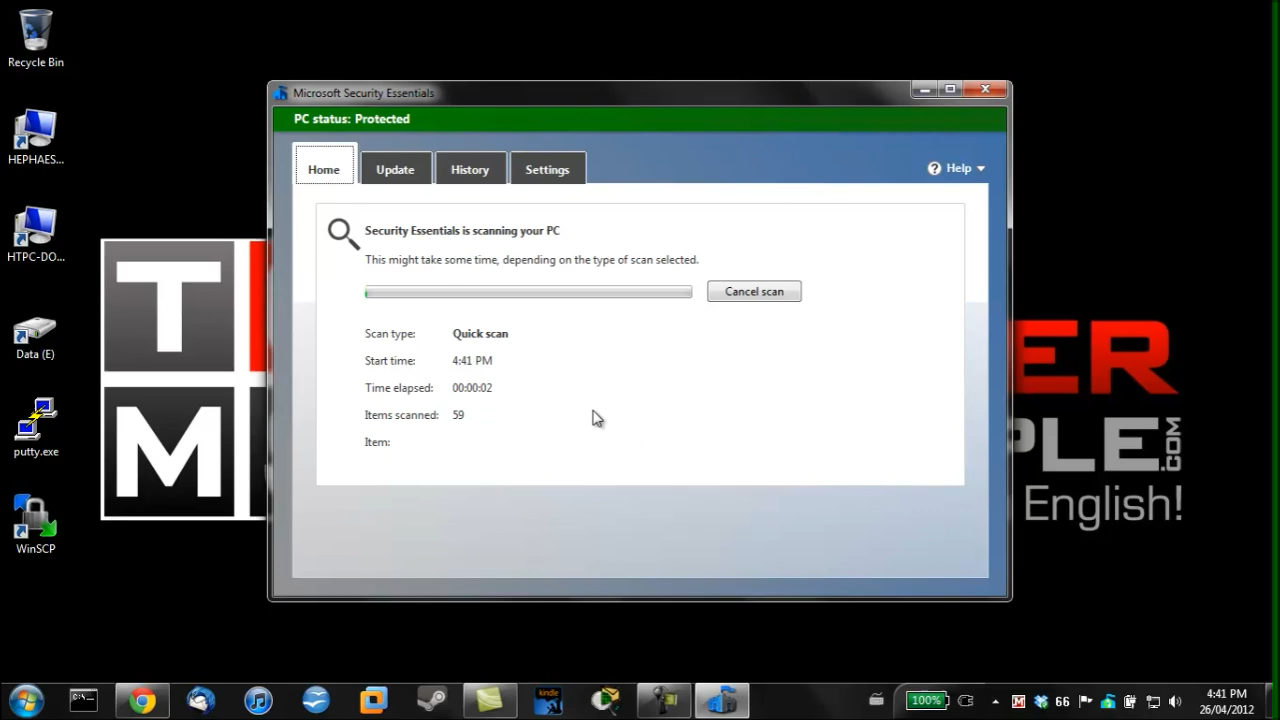 Recycle Bin
HEPHAES...
HTPC-DO...
Data (E)
putty.exe
WinSCP
Microsoft Security Essentials
PC status: Protected
Home
Update
History
Settings
Help
Security Essentials is scanning your PC
This might take some time, depending on the type of scan selected.
Cancel scan
Scan type: Quick scan
Start time: 4:41 PM
Time elapsed: 00:00:02
Items scanned: 59
Item:
T
ER
M
PLE.COM
English!
C:\_
kindle
100%
M
66
4:41 PM
26/04/2012